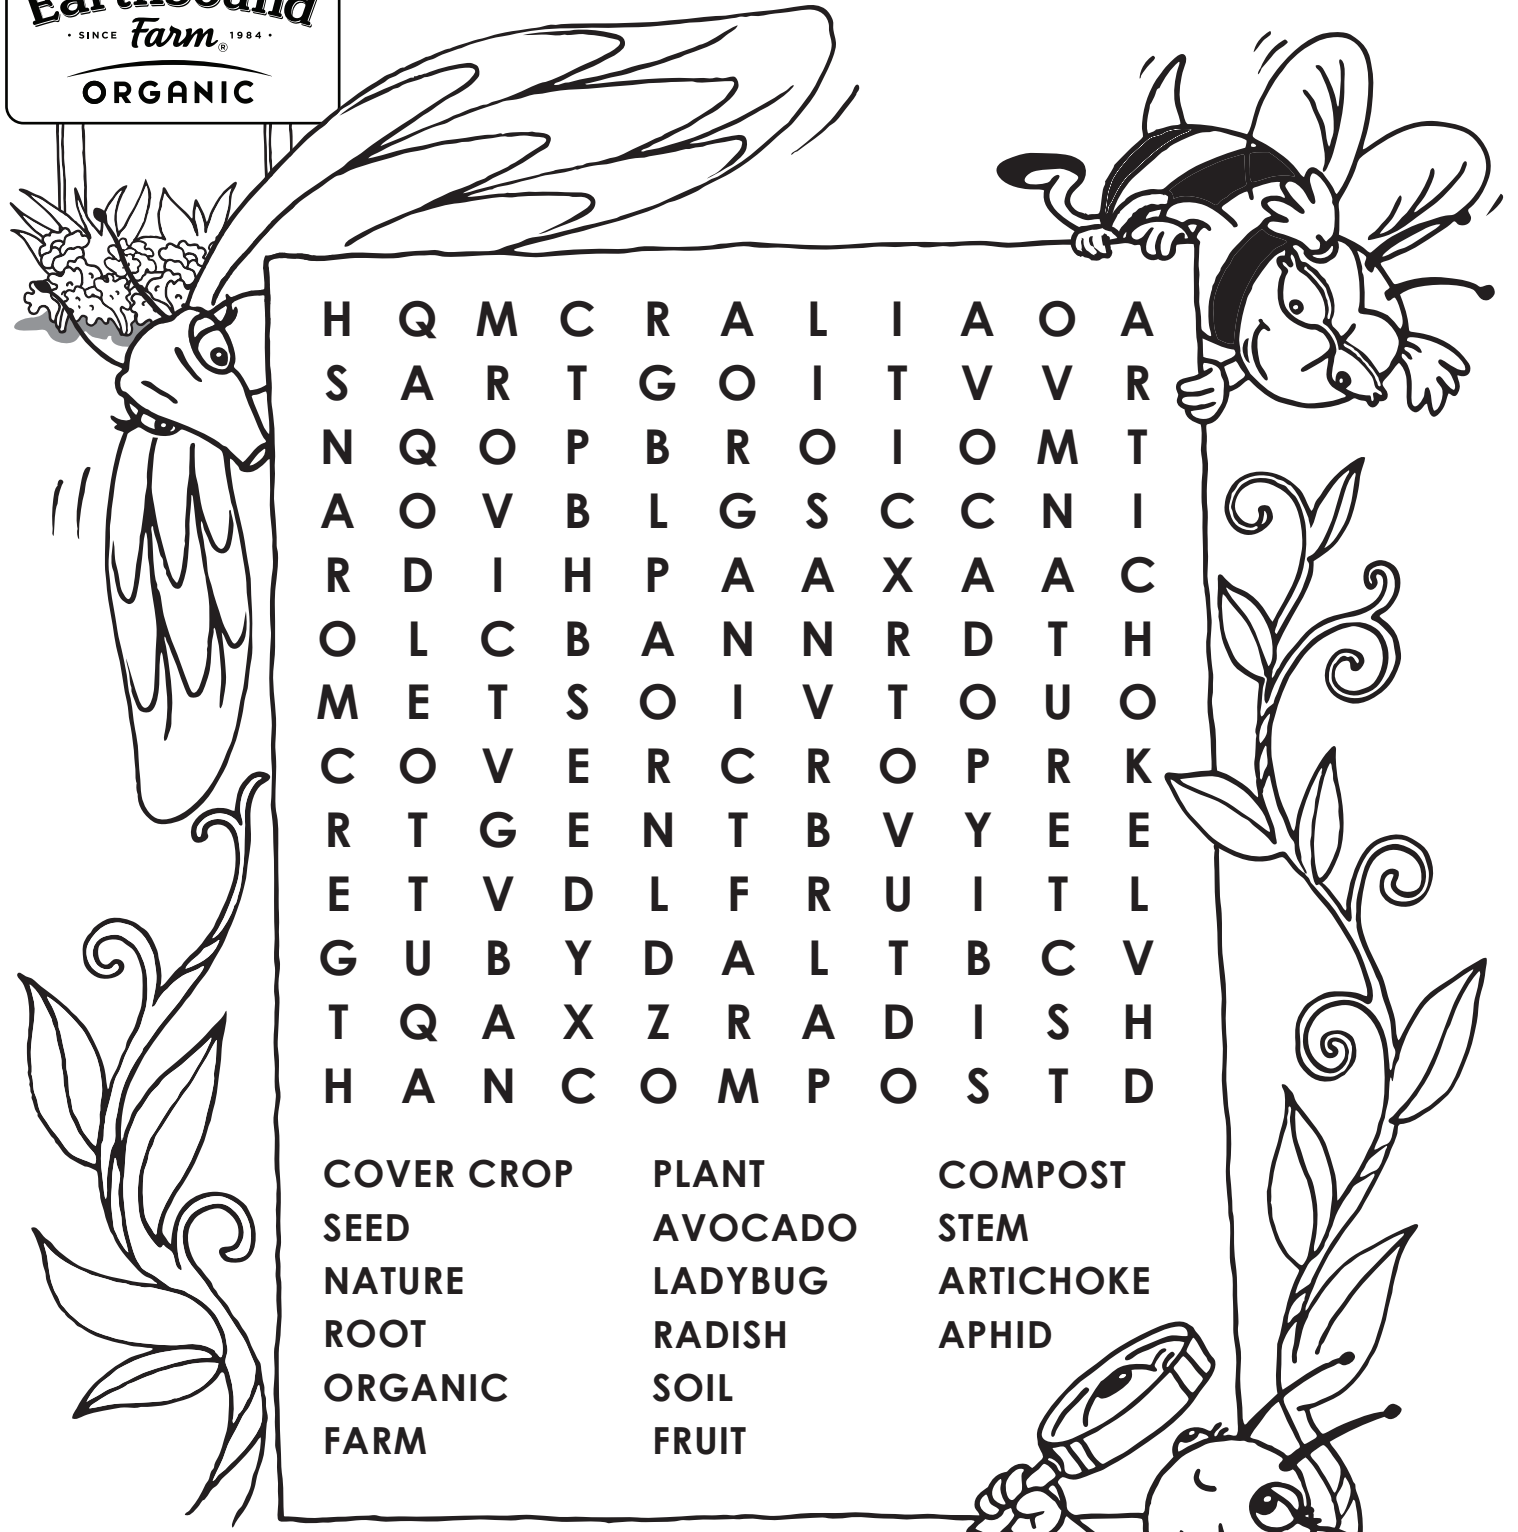 Earthbound
· SINCE Farm® 1984 ·
ORGANIC
H Q M C R A L I A O A
S A R T G O I T V V R
N Q O P B R O I O M T
A O V B L G S C C N I
R D I H P A A X A A C
O L C B A N N R D T H
M E T S O I V T O U O
C O V E R C R O P R K
R T G E N T B V Y E E
E T V D L F R U I T L
G U B Y D A L T B C V
T Q A X Z R A D I S H
H A N C O M P O S T D
COVER CROP PLANT COMPOST
SEED AVOCADO STEM
NATURE LADYBUG ARTICHOKE
ROOT RADISH APHID
ORGANIC SOIL
FARM FRUIT